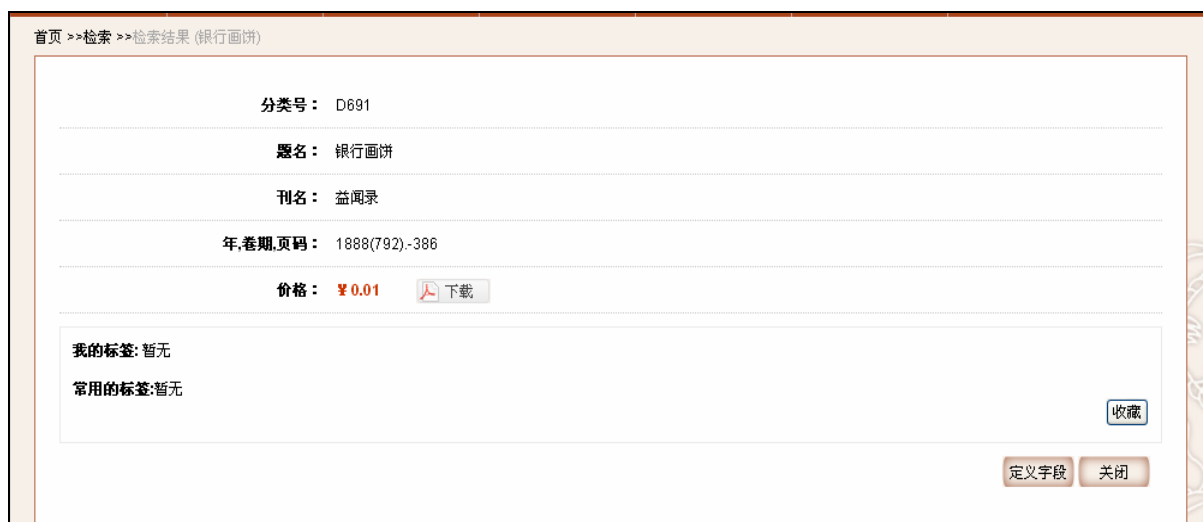 首页 >>检索 >>检索结果 (银行画饼)
分类号： D691
题名： 银行画饼
刊名： 益闻录
年,卷期,页码： 1888(792).-386
价格： ¥ 0.01 下载
我的标签: 暂无
常用的标签:暂无
收藏
定义字段 关闭